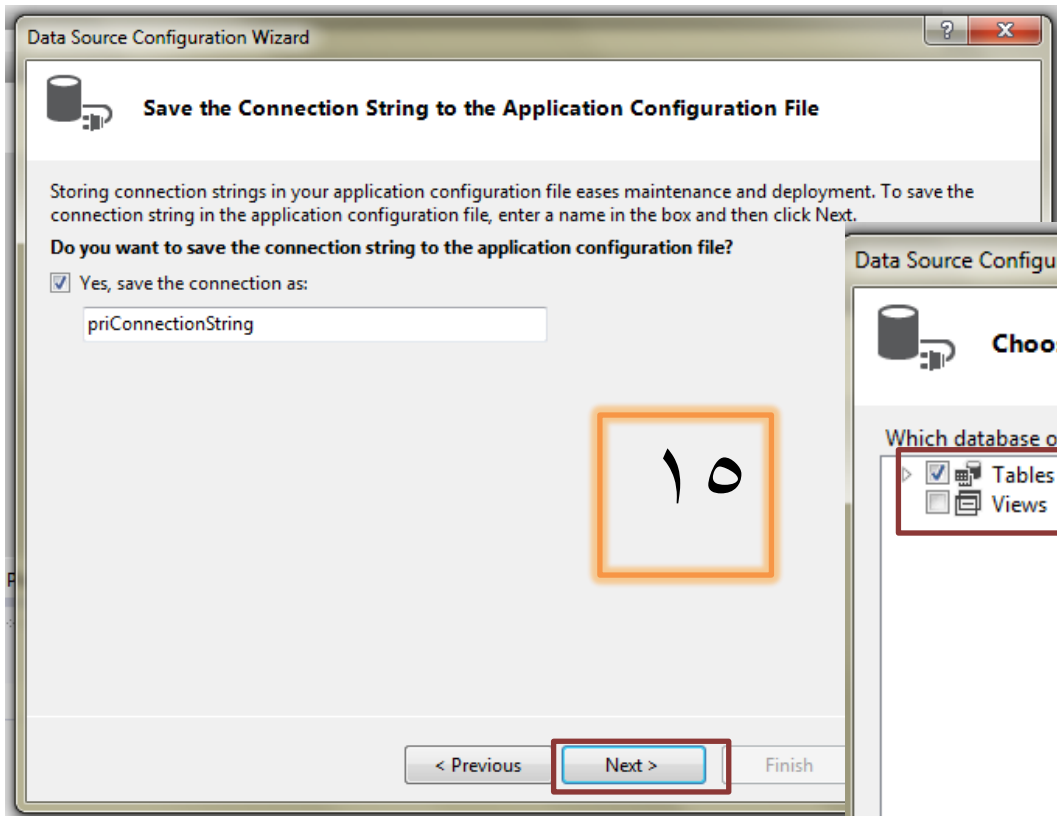 Data Source Configuration Wizard
Save the Connection String to the Application Configuration File
Storing connection strings in your application configuration file eases maintenance and deployment. To save the
connection string in the application configuration file, enter a name in the box and then click Next.
Do you want to save the connection string to the application configuration file?
Yes, save the connection as:
priConnectionString
١٥
< Previous
Next >
Finish
Data Source Configu
Choo
Which database o
Tables
Views